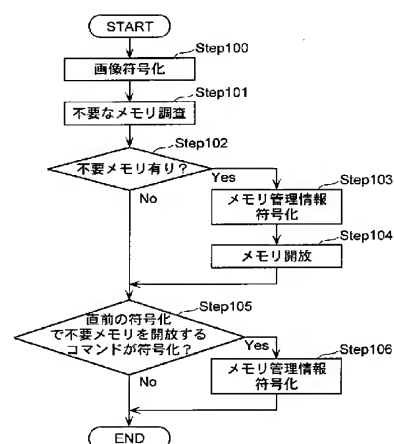 START
Step100
画像符号化
Step101
不要なメモリ調査
Step102
不要メモリ有り?
Yes
No
Step103
メモリ管理情報
符号化
Step104
メモリ開放
Step105
直前の符号化
で不要メモリを開放する
コマンドが符号化?
Yes
No
Step106
メモリ管理情報
符号化
END